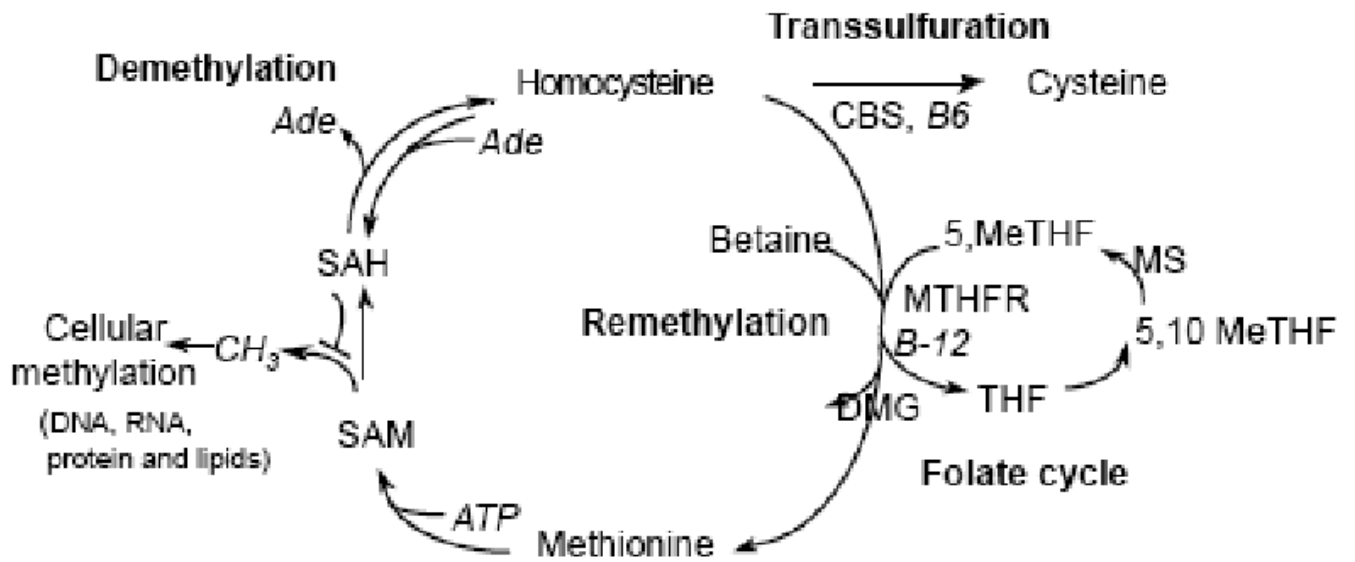 Transsulfuration
Demethylation
Homocysteine
Cysteine
CBS, B6
Ade
Ade
SAH
Betaine
5,MeTHF
MS
MTHFR
Remethylation
5,10 MeTHF
B-12
Cellular
methylation
CH3
(DNA, RNA,
protein and lipids)
SAM
DMG
THF
Folate cycle
ATP
Methionine